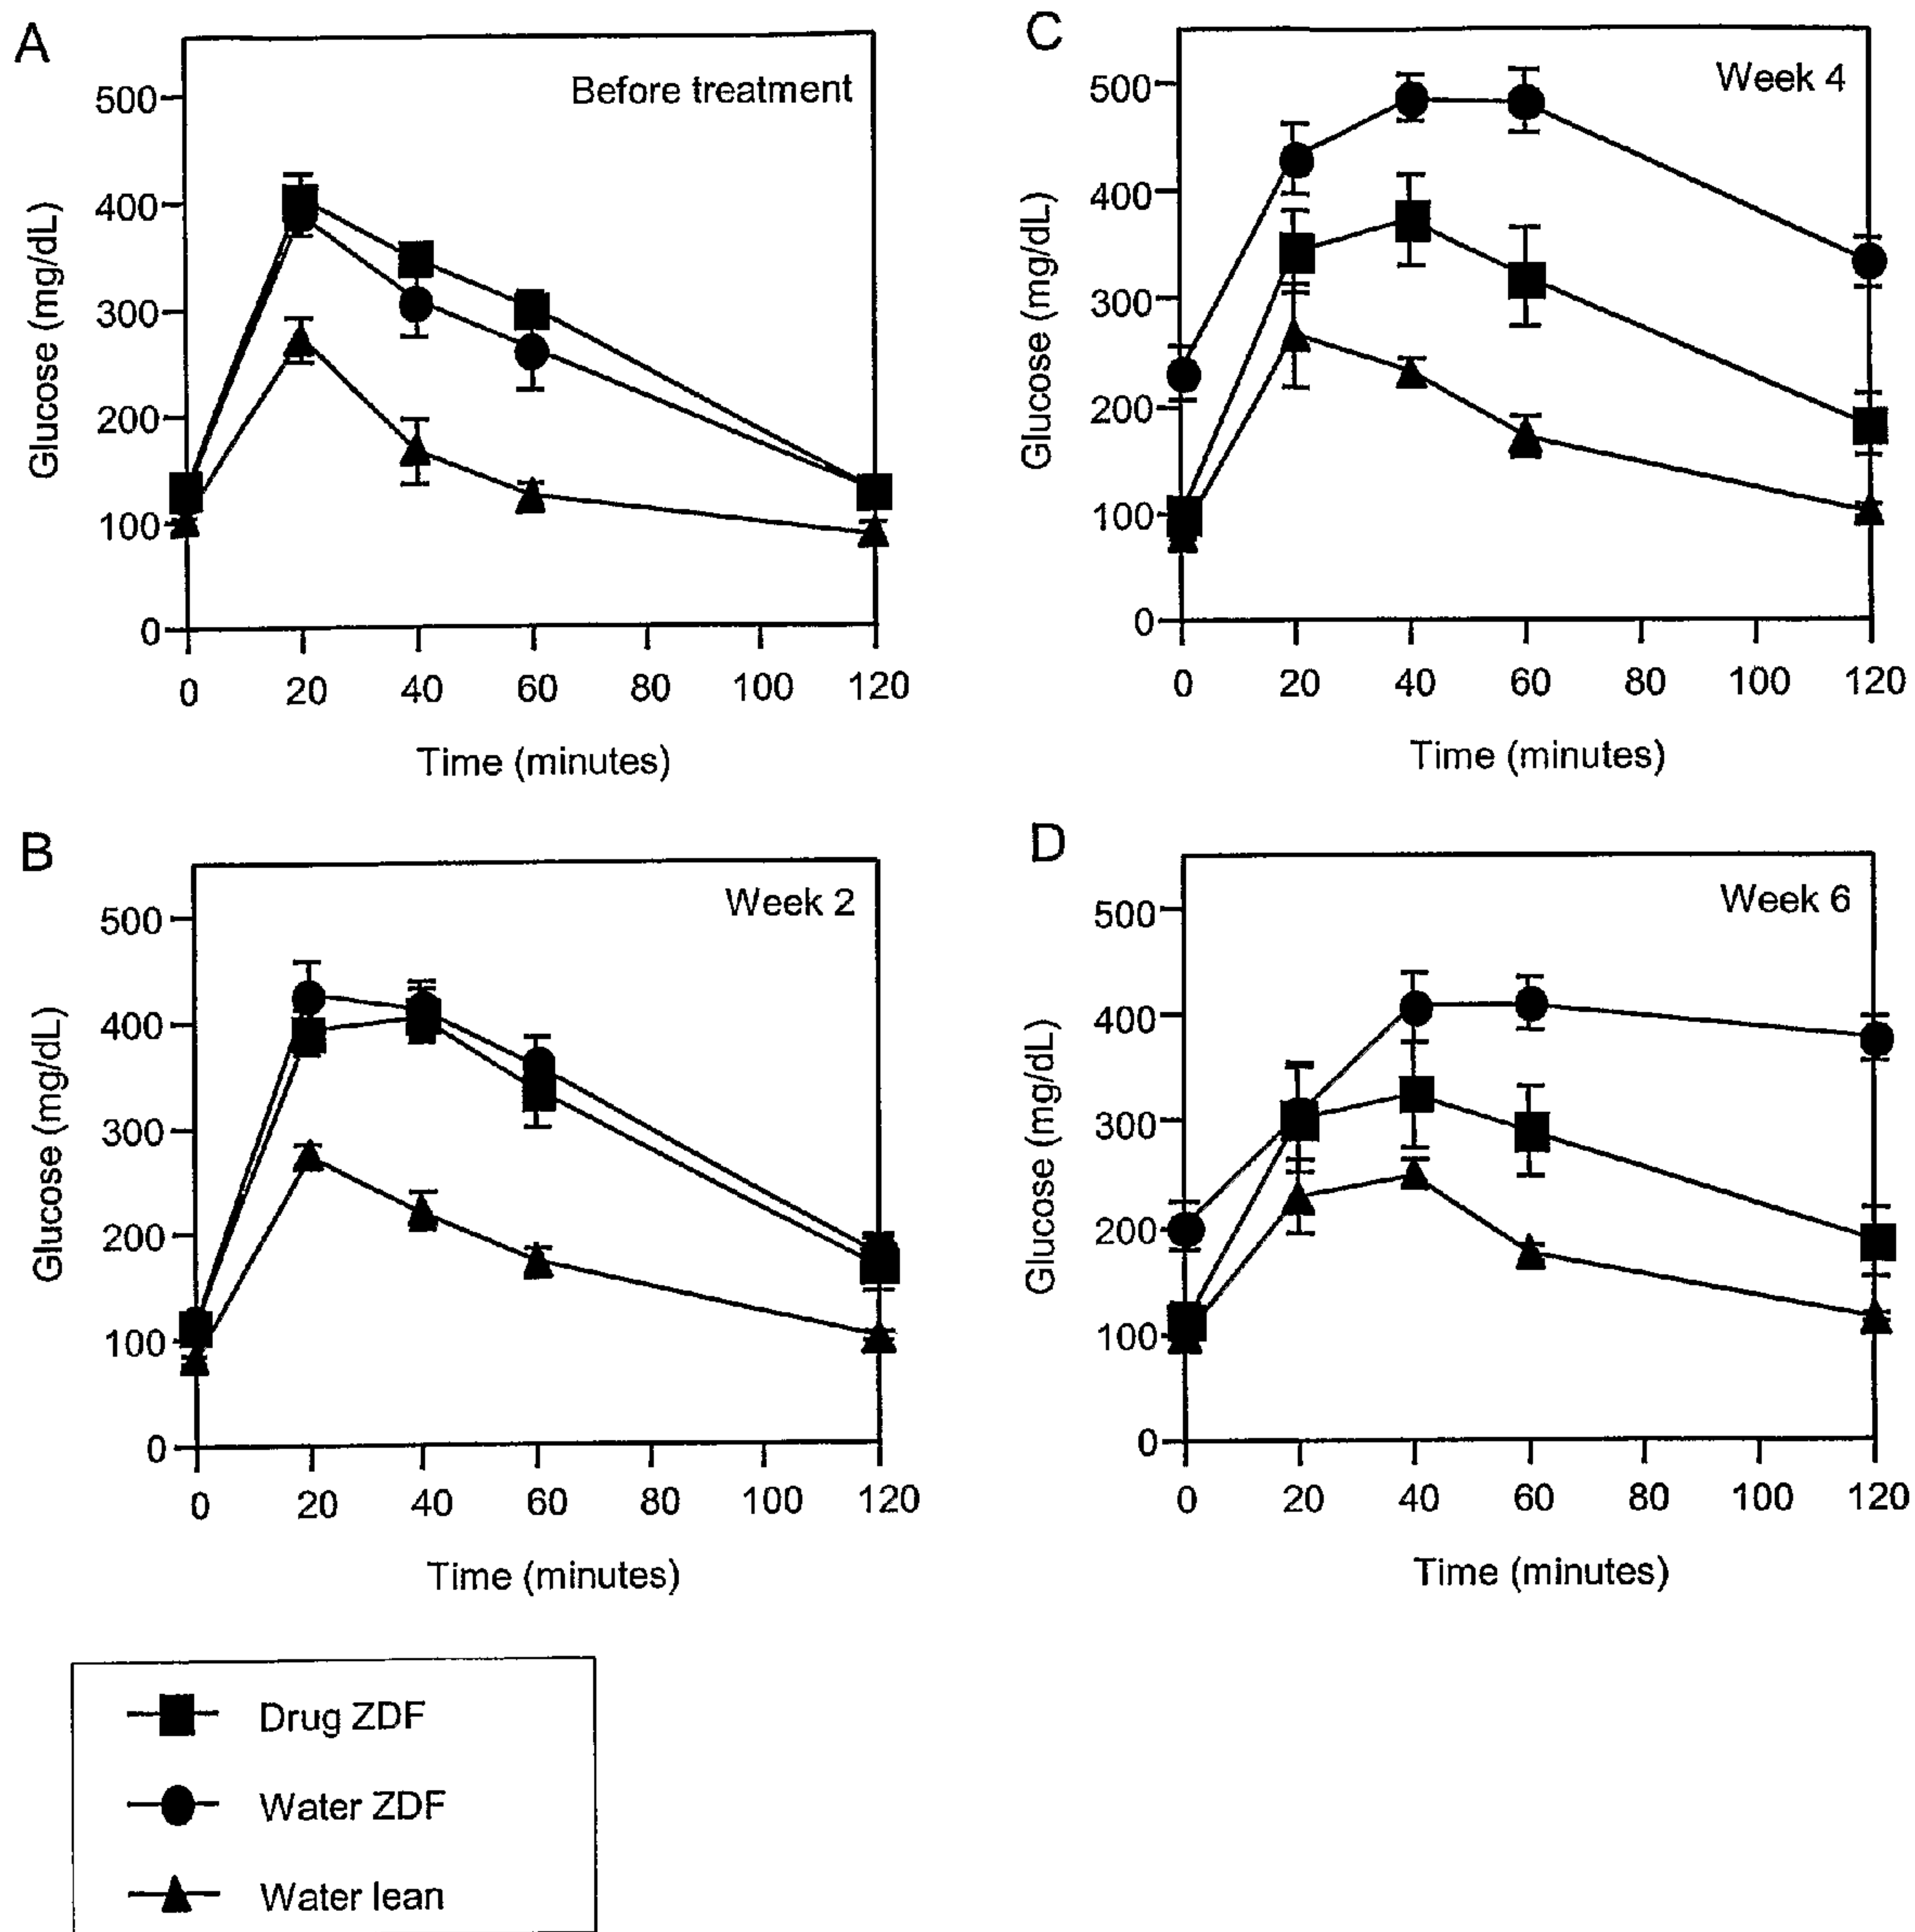 A
Before treatment
Glucose (mg/dL)
500
400
300
200
100
0
0 20 40 60 80 100 120
Time (minutes)
B
Week 2
Glucose (mg/dL)
500
400
300
200
100
0
0 20 40 60 80 100 120
Time (minutes)
C
Week 4
Glucose (mg/dL)
500
400
300
200
100
0
0 20 40 60 80 100 120
Time (minutes)
D
Week 6
Glucose (mg/dL)
500
400
300
200
100
0
0 20 40 60 80 100 120
Time (minutes)
Drug ZDF
Water ZDF
Water lean